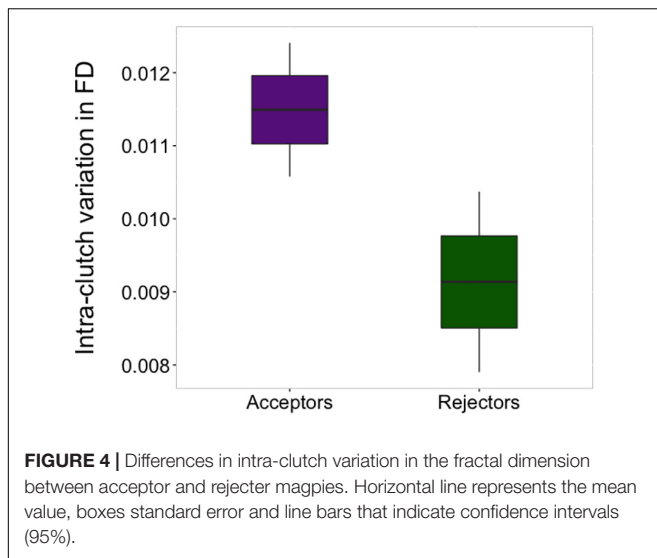 Intra-clutch variation in FD
0.012
0.011
0.010
0.009
0.008
Acceptors Rejectors
FIGURE 4 | Differences in intra-clutch variation in the fractal dimension
between acceptor and rejecter magpies. Horizontal line represents the mean
value, boxes standard error and line bars that indicate confidence intervals
(95%).